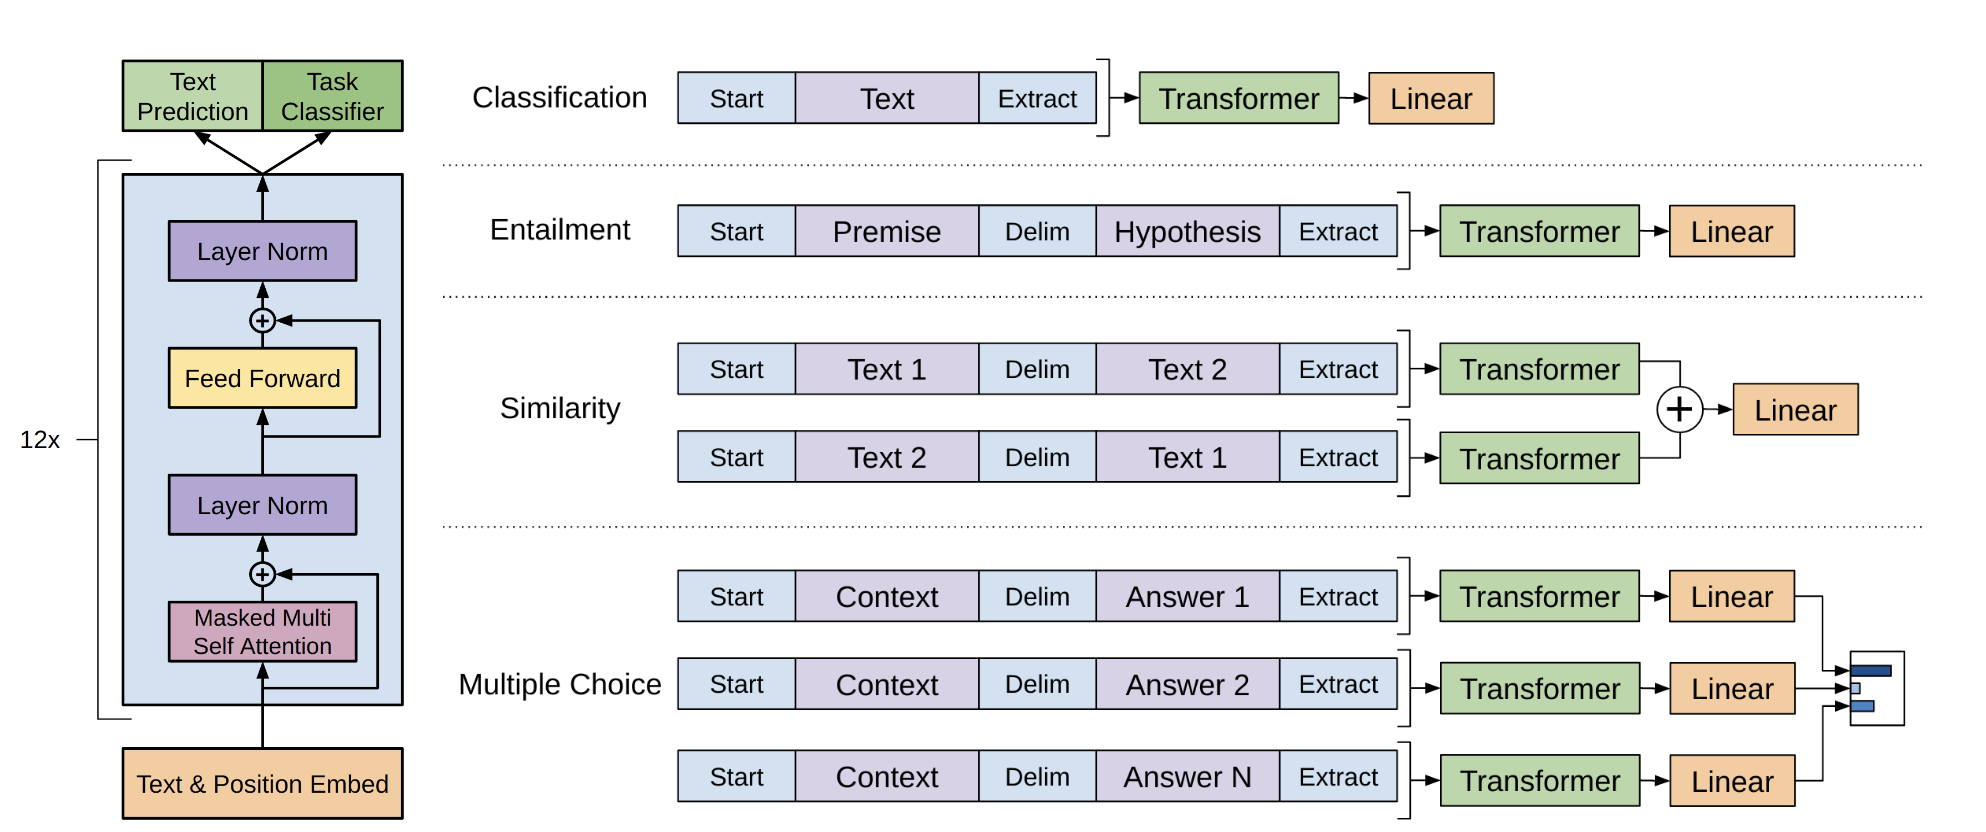 Text
Prediction
Task
Classifier
12x
Layer Norm
+
Feed Forward
Layer Norm
+
Masked Multi
Self Attention
Text & Position Embed
Classification
Start Text Extract Transformer Linear
Entailment
Start Premise Delim Hypothesis Extract Transformer Linear
Similarity
Start Text 1 Delim Text 2 Extract Transformer
+ Linear
Start Text 2 Delim Text 1 Extract Transformer
Multiple Choice
Start Context Delim Answer 1 Extract Transformer Linear
Start Context Delim Answer 2 Extract Transformer Linear
Start Context Delim Answer N Extract Transformer Linear